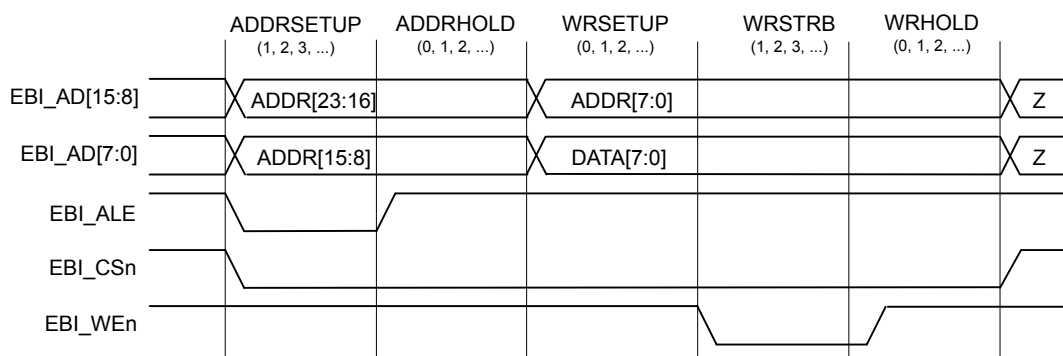 ADDRSETUP ADDRHOLD WRSETUP WRSTRB WRHOLD
(1, 2, 3, ...) (0, 1, 2, ...) (0, 1, 2, ...) (1, 2, 3, ...) (0, 1, 2, ...)
EBI_AD[15:8] ADDR[23:16] ADDR[7:0] Z
EBI_AD[7:0] ADDR[15:8] DATA[7:0] Z
EBI_ALE
EBI_CSn
EBI_WEn